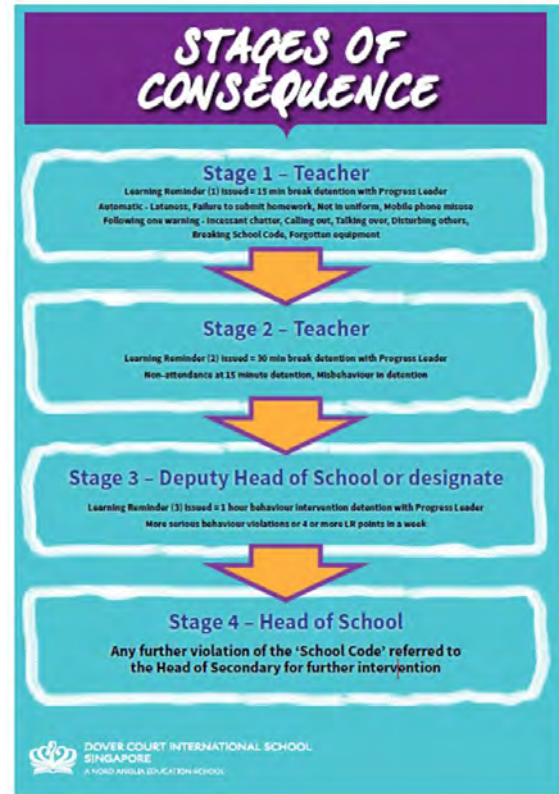 STAGES OF
CONSEQUENCE
Stage 1 – Teacher
Learning Reminder (1) Issued = 15 min break detention with Progress Leader
Automatic - Lateness, Failure to submit homework, Not in uniform, Mobile phone misuse
Following one warning - Incessant chatter, Calling out, Talking over, Disturbing others,
Breaking School Code, Forgotten equipment
Stage 2 – Teacher
Learning Reminder (2) Issued = 30 min break detention with Progress Leader
Non-attendance at 15 minute detention, Misbehaviour in detention
Stage 3 – Deputy Head of School or designate
Learning Reminder (3) Issued = 1 hour behaviour intervention detention with Progress Leader
More serious behaviour violations or 4 or more LR points in a week
Stage 4 – Head of School
Any further violation of the ‘School Code’ referred to
the Head of Secondary for further intervention
DOVER COURT INTERNATIONAL SCHOOL
SINGAPORE
A NORD ANGLIA EDUCATION SCHOOL